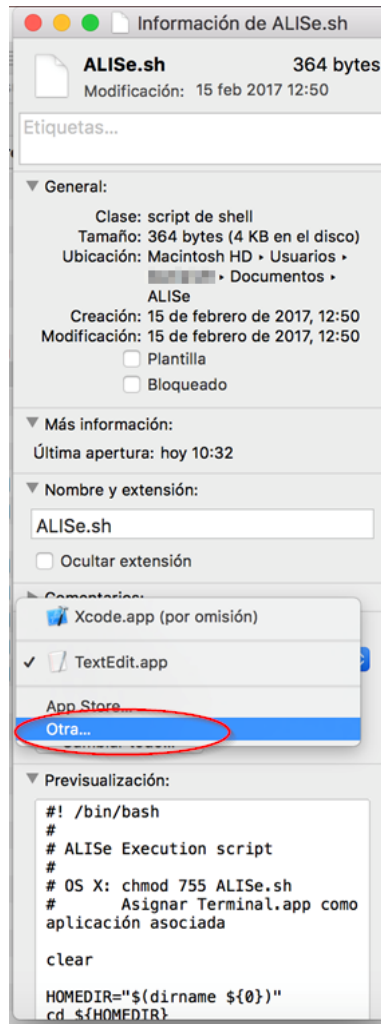 Información de ALISe.sh
ALISe.sh 364 bytes
Modificación: 15 feb 2017 12:50
Etiquetas...
General:
Clase: script de shell
Tamaño: 364 bytes (4 KB en el disco)
Ubicación: Macintosh HD ▸ Usuarios ▸
▸ Documentos ▸
ALISe
Creación: 15 de febrero de 2017, 12:50
Modificación: 15 de febrero de 2017, 12:50
Plantilla
Bloqueado
Más información:
Última apertura: hoy 10:32
Nombre y extensión:
ALISe.sh
Ocultar extensión
Comentarios:
Xcode.app (por omisión)
✓ TextEdit.app
App Store...
Otra...
Cambiar todo...
Previsualización:
#! /bin/bash
#
# ALISe Execution script
#
# OS X: chmod 755 ALISe.sh
# Asignar Terminal.app como
aplicación asociada
clear
HOMEDIR="$(dirname ${0})"
cd ${HOMEDIR}